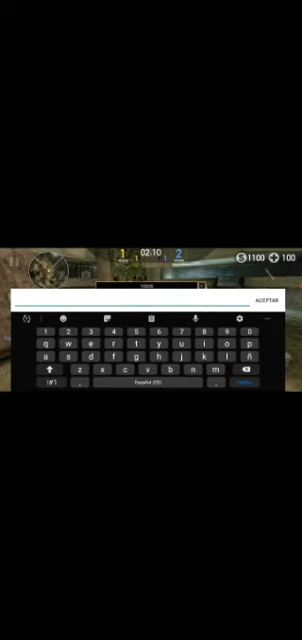 1 02:10 2
$1100 100
TODOS
ACEPTAR
1 2 3 4 5 6 7 8 9 0
q w e r t y u i o p
a s d f g h j k l ñ
z x c v b n m
!#1 , Español (ES) .